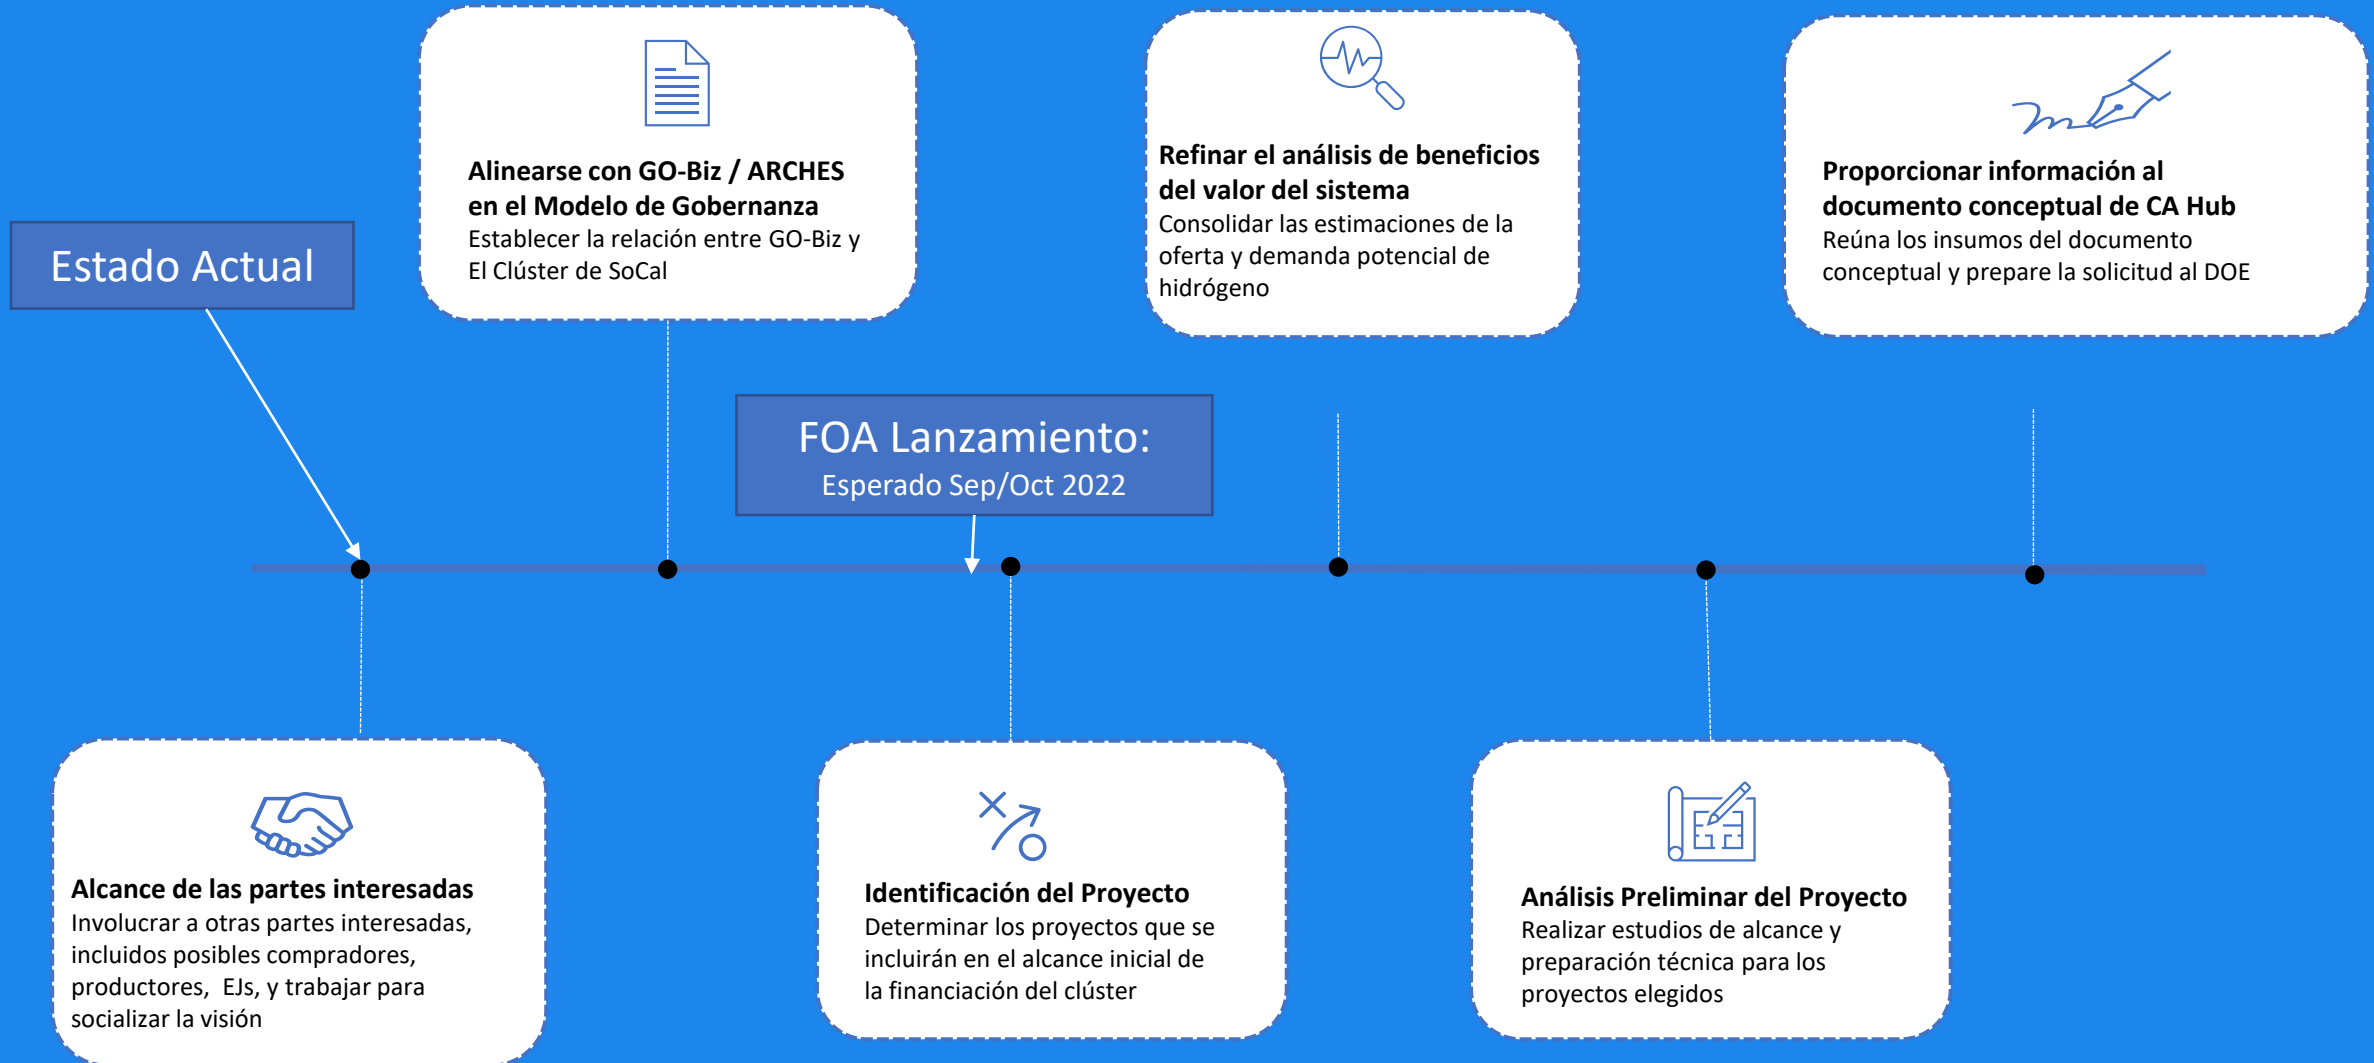 Alinearse con GO-Biz / ARCHES
en el Modelo de Gobernanza
Establecer la relación entre GO-Biz y
El Clúster de SoCal
Refinar el análisis de beneficios
del valor del sistema
Consolidar las estimaciones de la
oferta y demanda potencial de
hidrógeno
Proporcionar información al
documento conceptual de CA Hub
Reúna los insumos del documento
conceptual y prepare la solicitud al DOE
Estado Actual
FOA Lanzamiento:
Esperado Sep/Oct 2022
Alcance de las partes interesadas
Involucrar a otras partes interesadas,
incluidos posibles compradores,
productores, EJs, y trabajar para
socializar la visión
Identificación del Proyecto
Determinar los proyectos que se
incluirán en el alcance inicial de
la financiación del clúster
Análisis Preliminar del Proyecto
Realizar estudios de alcance y
preparación técnica para los
proyectos elegidos